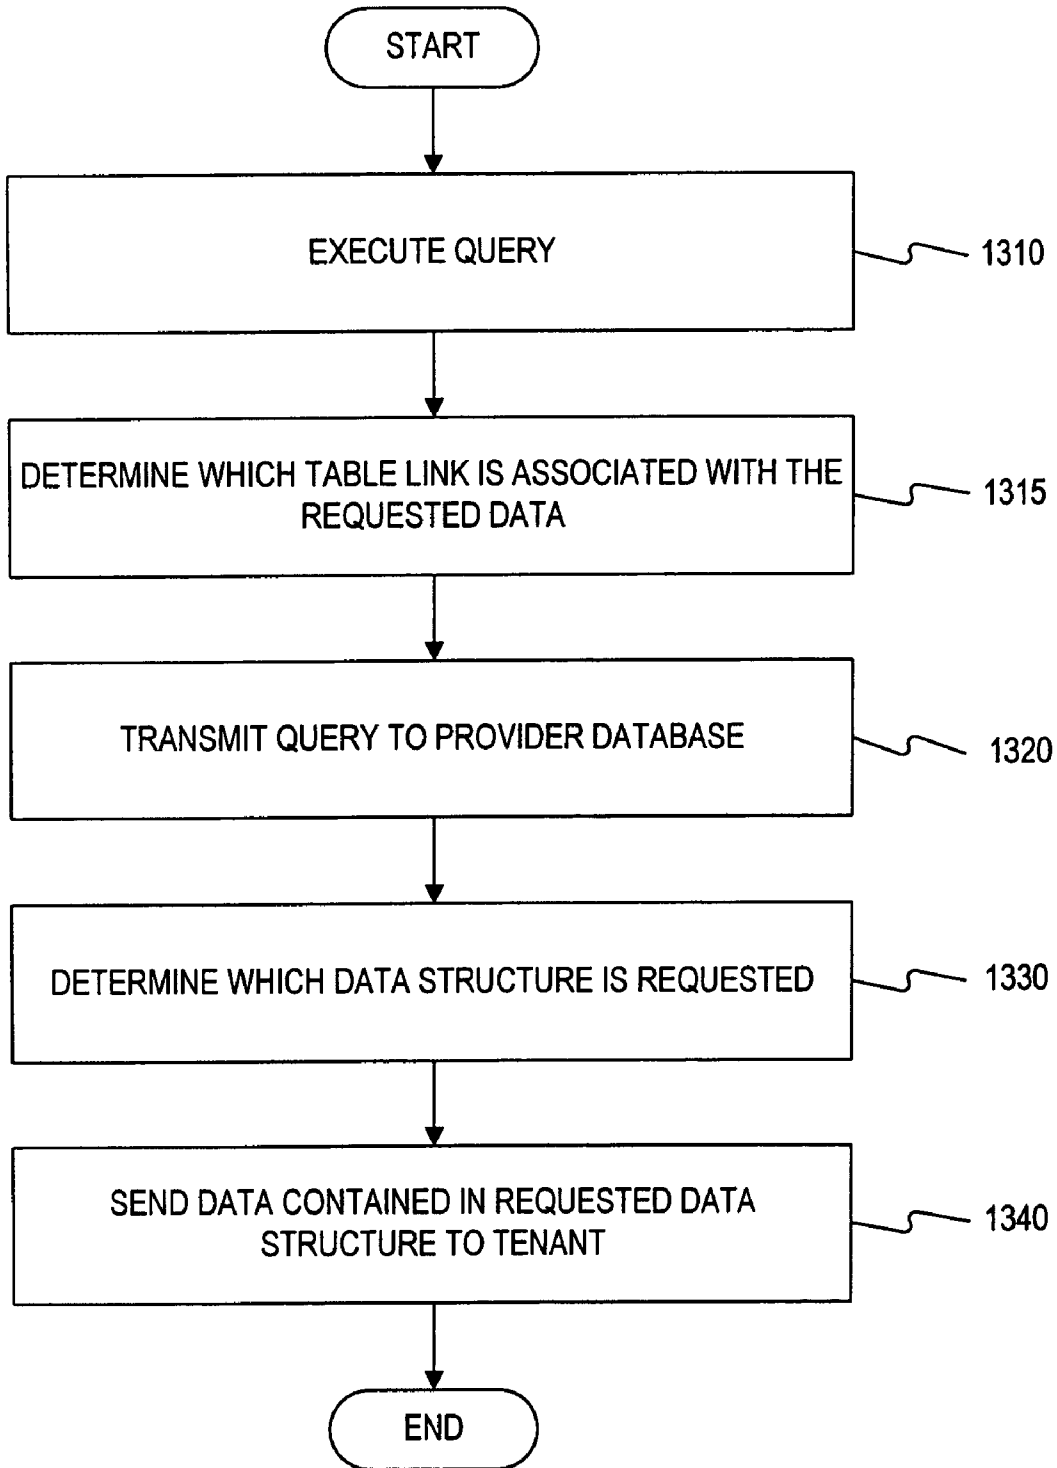 START
EXECUTE QUERY
1310
DETERMINE WHICH TABLE LINK IS ASSOCIATED WITH THE
REQUESTED DATA
1315
TRANSMIT QUERY TO PROVIDER DATABASE
1320
DETERMINE WHICH DATA STRUCTURE IS REQUESTED
1330
SEND DATA CONTAINED IN REQUESTED DATA
STRUCTURE TO TENANT
1340
END